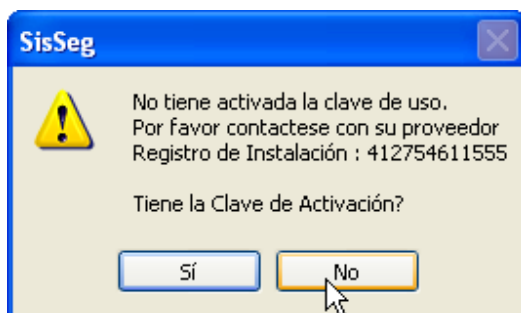 SisSeg
No tiene activada la clave de uso.
Por favor contactese con su proveedor
Registro de Instalación : 412754611555
Tiene la Clave de Activación?
Sí
No